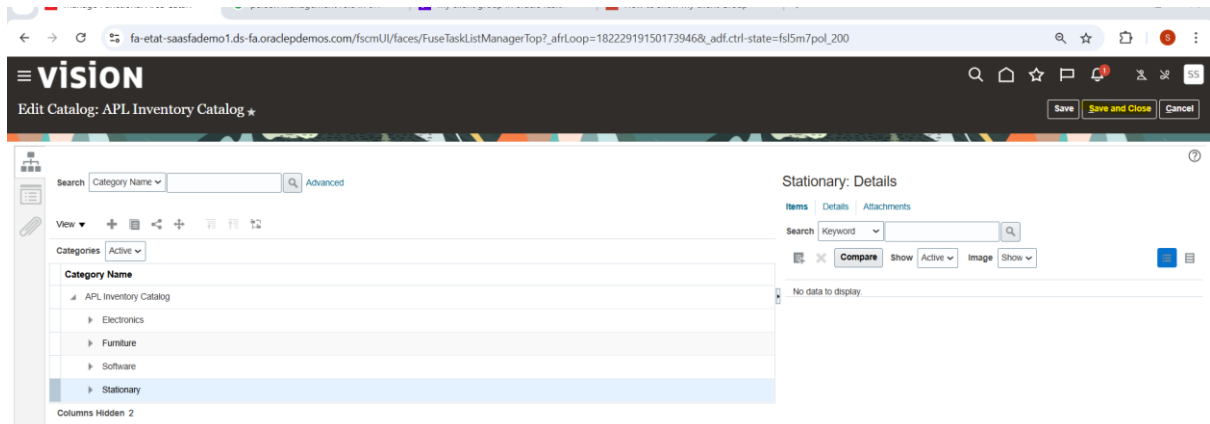 fa-etat-saasfademo1.ds-fa.oraclepdemos.com/fscmUI/faces/FuseTaskListManagerTop?_afrLoop=18222919150173946&_adf.ctrl-state=fsl5m7pol_200
S
vision
1
SS
Edit Catalog: APL Inventory Catalog
Save Save and Close Cancel
Search Category Name Advanced
Stationary: Details
Items Details Attachments
View
Search Keyword
Categories Active
Compare Show Active Image Show
Category Name
APL Inventory Catalog
No data to display.
Electronics
Furniture
Software
Stationary
Columns Hidden 2